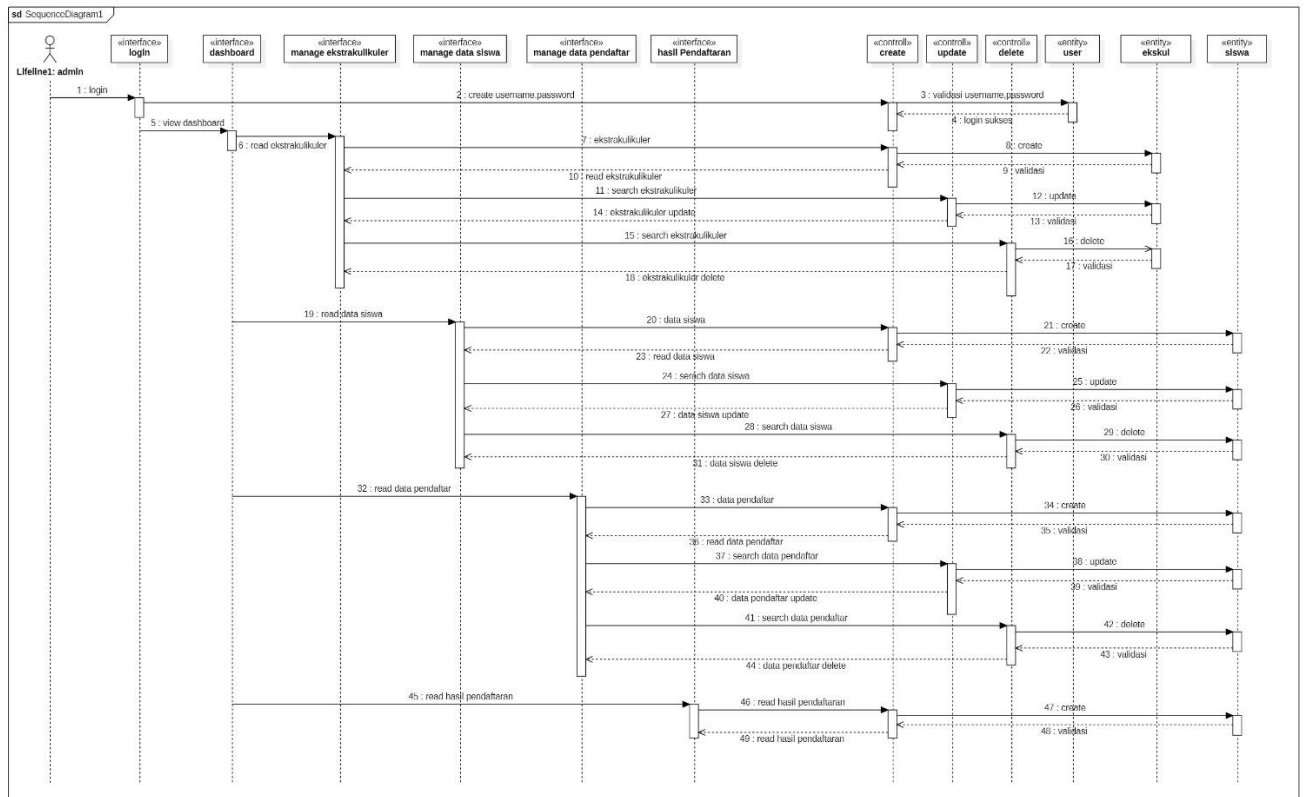 sd SequenceDiagram1
Lifeline1: admin
«interface»
login
«interface»
dashboard
«interface»
manage ekstrakulikuler
«interface»
manage data siswa
«interface»
manage data pendaftar
«interface»
hasil Pendaftaran
«controll»
create
«controll»
update
«controll»
delete
«entity»
user
«entity»
ekskul
«entity»
siswa
1 : login
2 : create username,password
3 : validasi username,password
4 : login sukses
5 : view dashboard
6 : read ekstrakulikuler
7 : ekstrakulikuler
8 : create
9 : validasi
10 : read ekstrakulikuler
11 : search ekstrakulikuler
12 : update
13 : validasi
14 : ekstrakulikuler update
15 : search ekstrakulikuler
16 : delete
17 : validasi
18 : ekstrakulikuler delete
19 : read data siswa
20 : data siswa
21 : create
22 : validasi
23 : read data siswa
24 : serach data siswa
25 : update
26 : validasi
27 : data siswa update
28 : search data siswa
29 : delete
30 : validasi
31 : data siswa delete
32 : read data pendaftar
33 : data pendaftar
34 : create
35 : validasi
36 : read data pendaftar
37 : search data pendaftar
38 : update
39 : validasi
40 : data pendaftar update
41 : search data pendaftar
42 : delete
43 : validasi
44 : data pendaftar delete
45 : read hasil pendaftaran
46 : read hasil pendaftaran
47 : create
48 : validasi
49 : read hasil pendaftaran